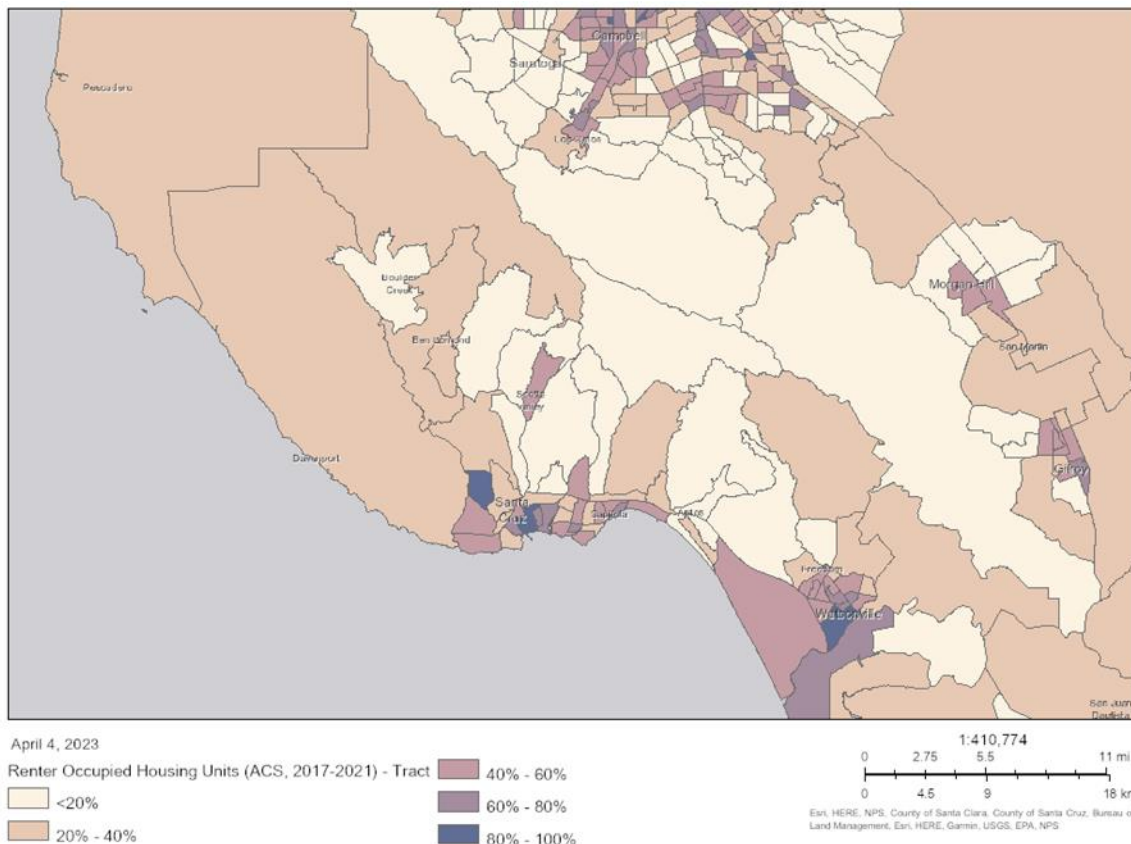 Campbell
Saratoga
Pescadero
Los Gatos
Boulder
Creek
Morgan Hill
Ben Lomond
San Martin
Scotts
Valley
Davenport
Gilroy
Santa
Cruz
Capitola
Aptos
Freedom
Watsonville
San Juan
Bautista
April 4, 2023
Renter Occupied Housing Units (ACS, 2017-2021) - Tract
<20%
20% - 40%
40% - 60%
60% - 80%
80% - 100%
1:410,774
0 2.75 5.5 11 mi
0 4.5 9 18 km
Esri, HERE, NPS, County of Santa Clara, County of Santa Cruz, Bureau o
Land Management, Esri, HERE, Garmin, USGS, EPA, NPS